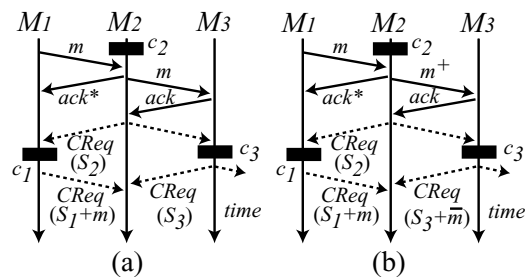 M1 M2 M3
c2
m
m
ack*
ack
CReq
(S2)
c1
c3
CReq
(S1+m)
CReq
(S3)
time
(a)
M1 M2 M3
c2
m
m+
ack*
ack
CReq
(S2)
c1
c3
CReq
(S1+m)
CReq
(S3+m̅)
time
(b)